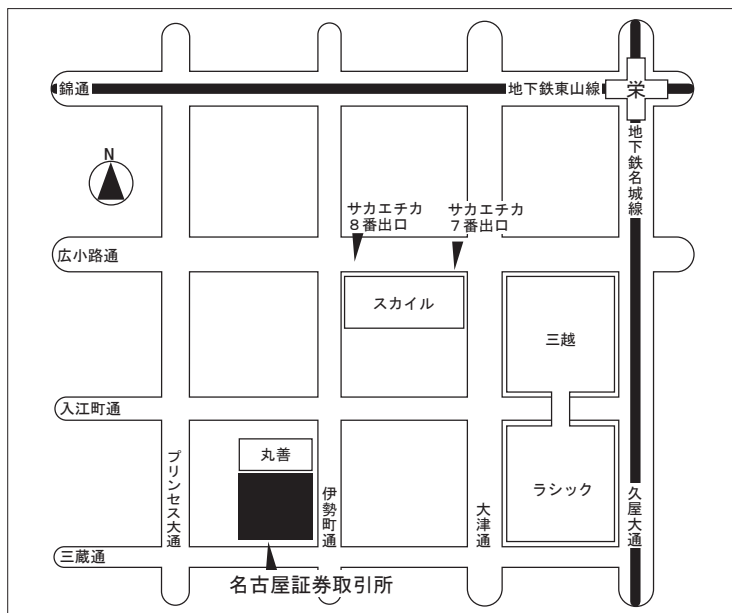 錦通
地下鉄東山線
栄
地下鉄名城線
N
サカエチカ
８番出口
サカエチカ
７番出口
広小路通
スカイル
三越
入江町通
丸善
プリンセス大通
伊勢町通
大津通
ラシック
久屋大通
三蔵通
名古屋証券取引所